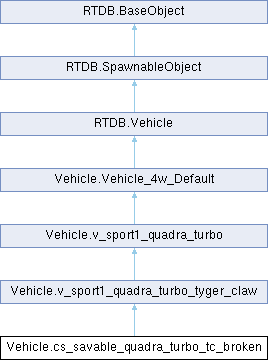 RTDB.BaseObject
RTDB.SpawnableObject
RTDB.Vehicle
Vehicle.Vehicle_4w_Default
Vehicle.v_sport1_quadra_turbo
Vehicle.v_sport1_quadra_turbo_tyger_claw
Vehicle.cs_savable_quadra_turbo_tc_broken